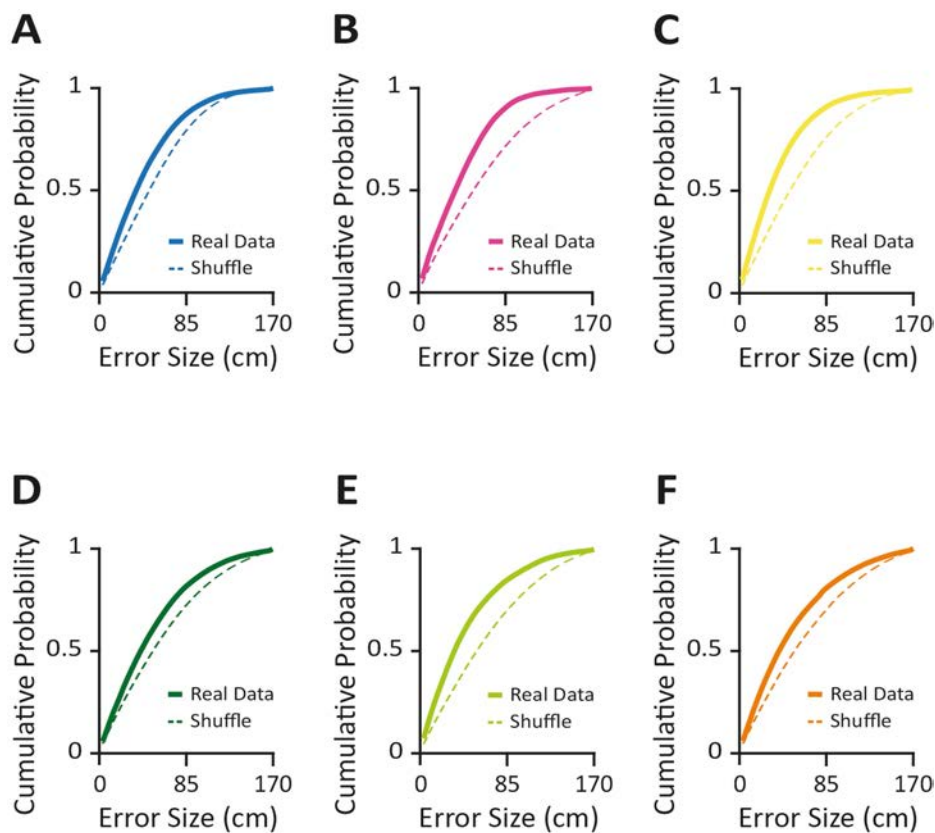 A
Cumulative Probability
1
0.5
0
Real Data
Shuffle
0 85 170
Error Size (cm)
B
Cumulative Probability
1
0.5
0
Real Data
Shuffle
0 85 170
Error Size (cm)
C
Cumulative Probability
1
0.5
0
Real Data
Shuffle
0 85 170
Error Size (cm)
D
Cumulative Probability
1
0.5
0
Real Data
Shuffle
0 85 170
Error Size (cm)
E
Cumulative Probability
1
0.5
0
Real Data
Shuffle
0 85 170
Error Size (cm)
F
Cumulative Probability
1
0.5
0
Real Data
Shuffle
0 85 170
Error Size (cm)